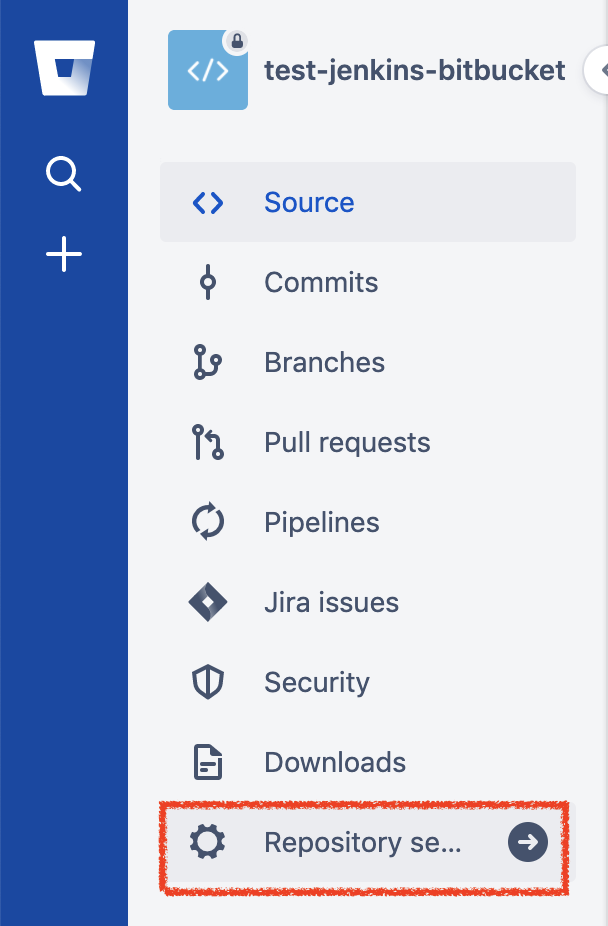 test-jenkins-bitbucket
Source
Commits
Branches
Pull requests
Pipelines
Jira issues
Security
Downloads
Repository se...